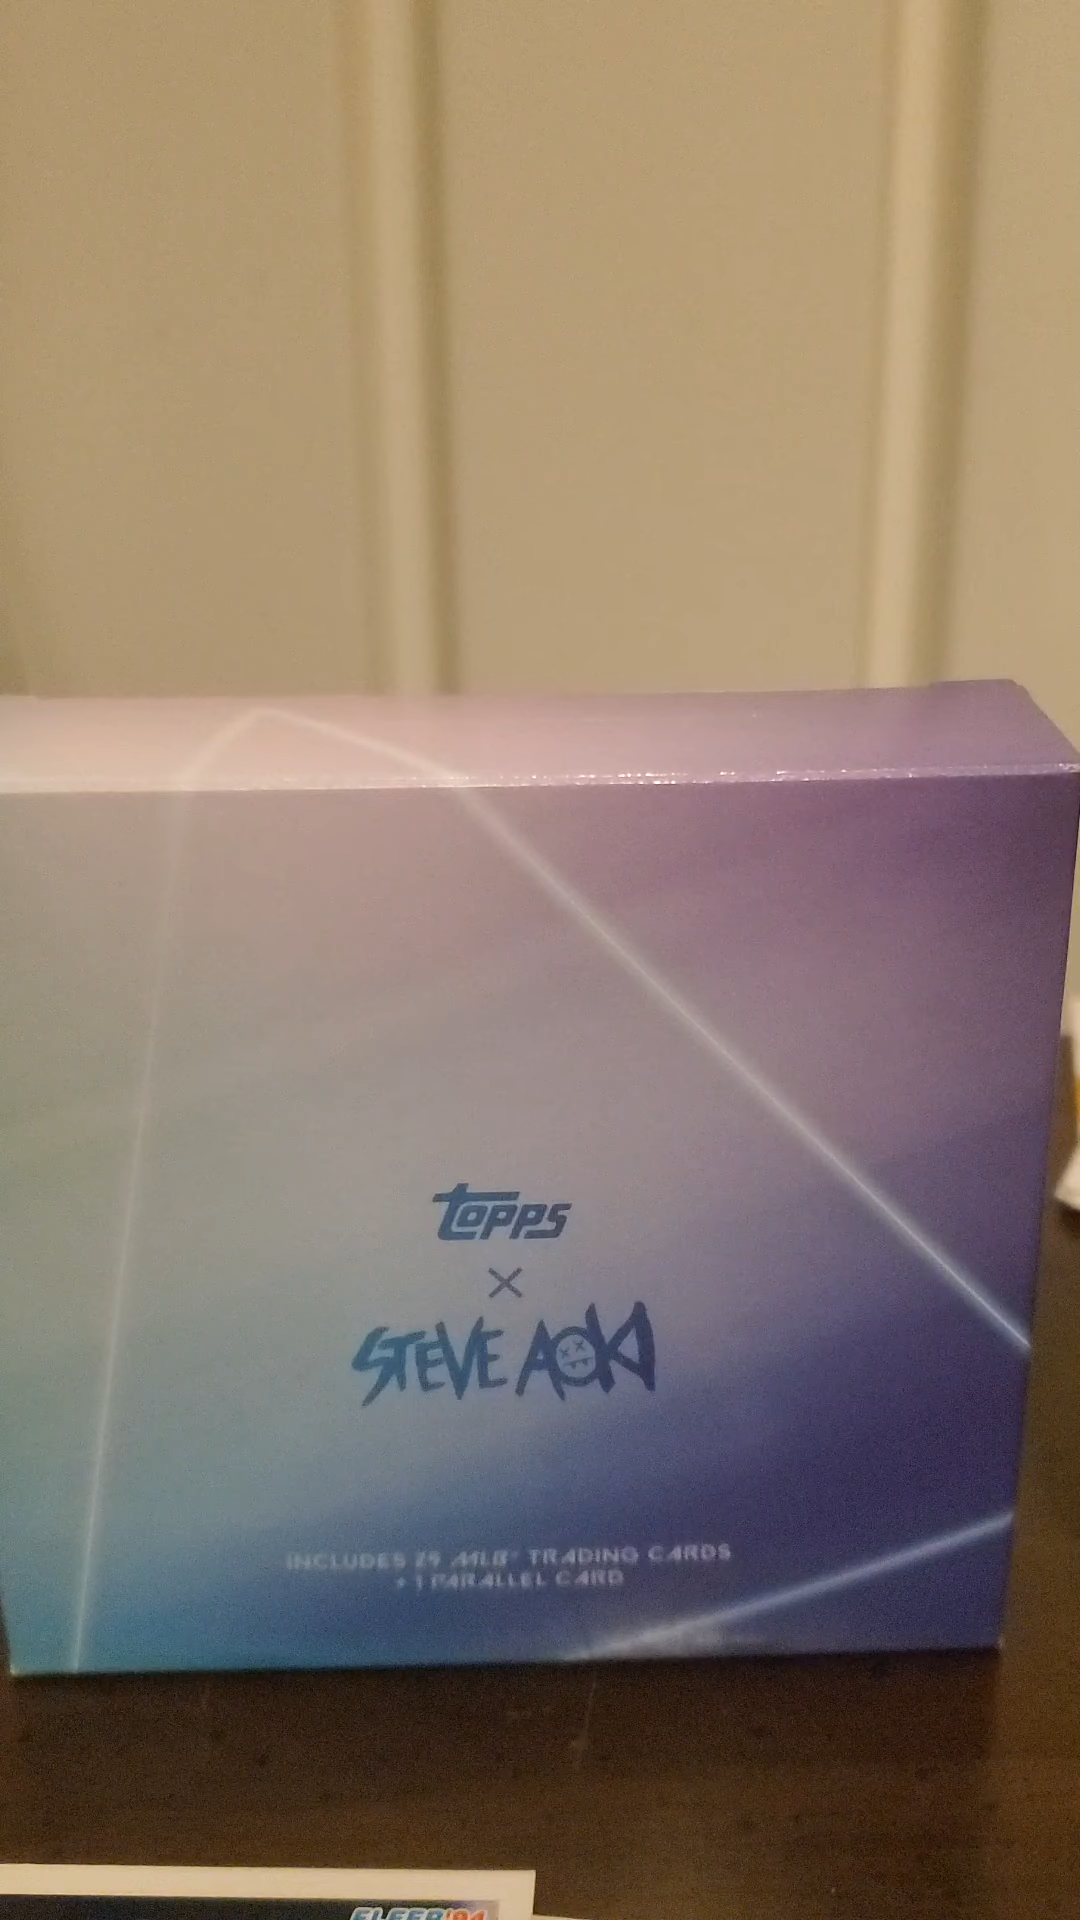 Topps
X
STEVE AOKI
INCLUDES 29 MLB® TRADING CARDS
+ 1 PARALLEL CARD
FLEER '94